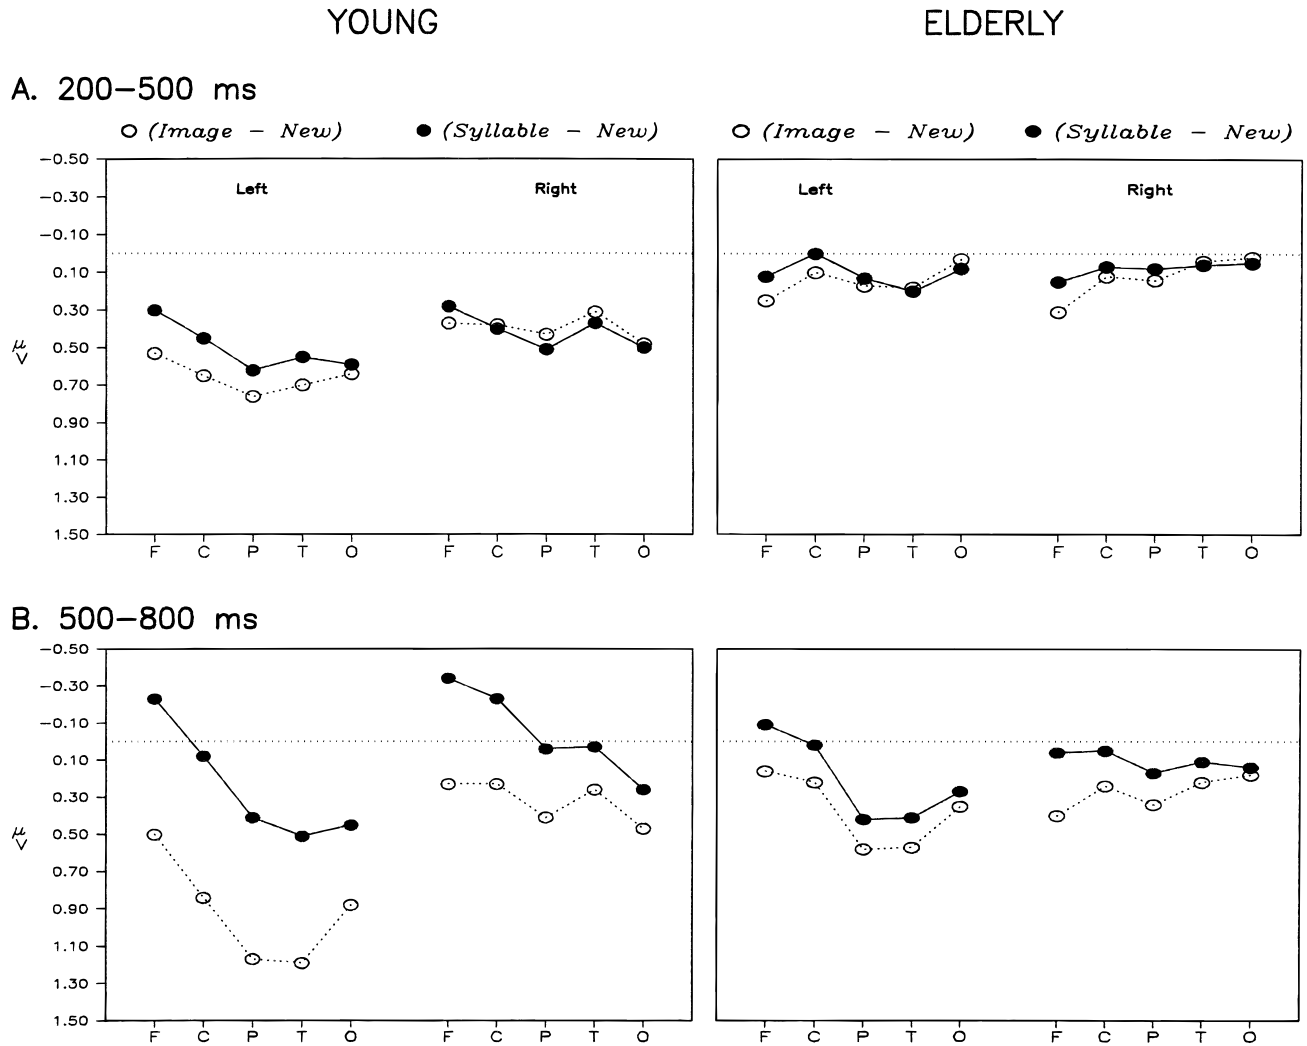 YOUNG ELDERLY
A. 200–500 ms
(Image – New) (Syllable – New) (Image – New) (Syllable – New)
−0.50
Left Right Left Right
−0.30
−0.10
0.10
0.30
μV
0.50
0.70
0.90
1.10
1.30
1.50
F C P T O F C P T O F C P T O F C P T O
B. 500–800 ms
−0.50
−0.30
−0.10
0.10
0.30
μV
0.50
0.70
0.90
1.10
1.30
1.50
F C P T O F C P T O F C P T O F C P T O